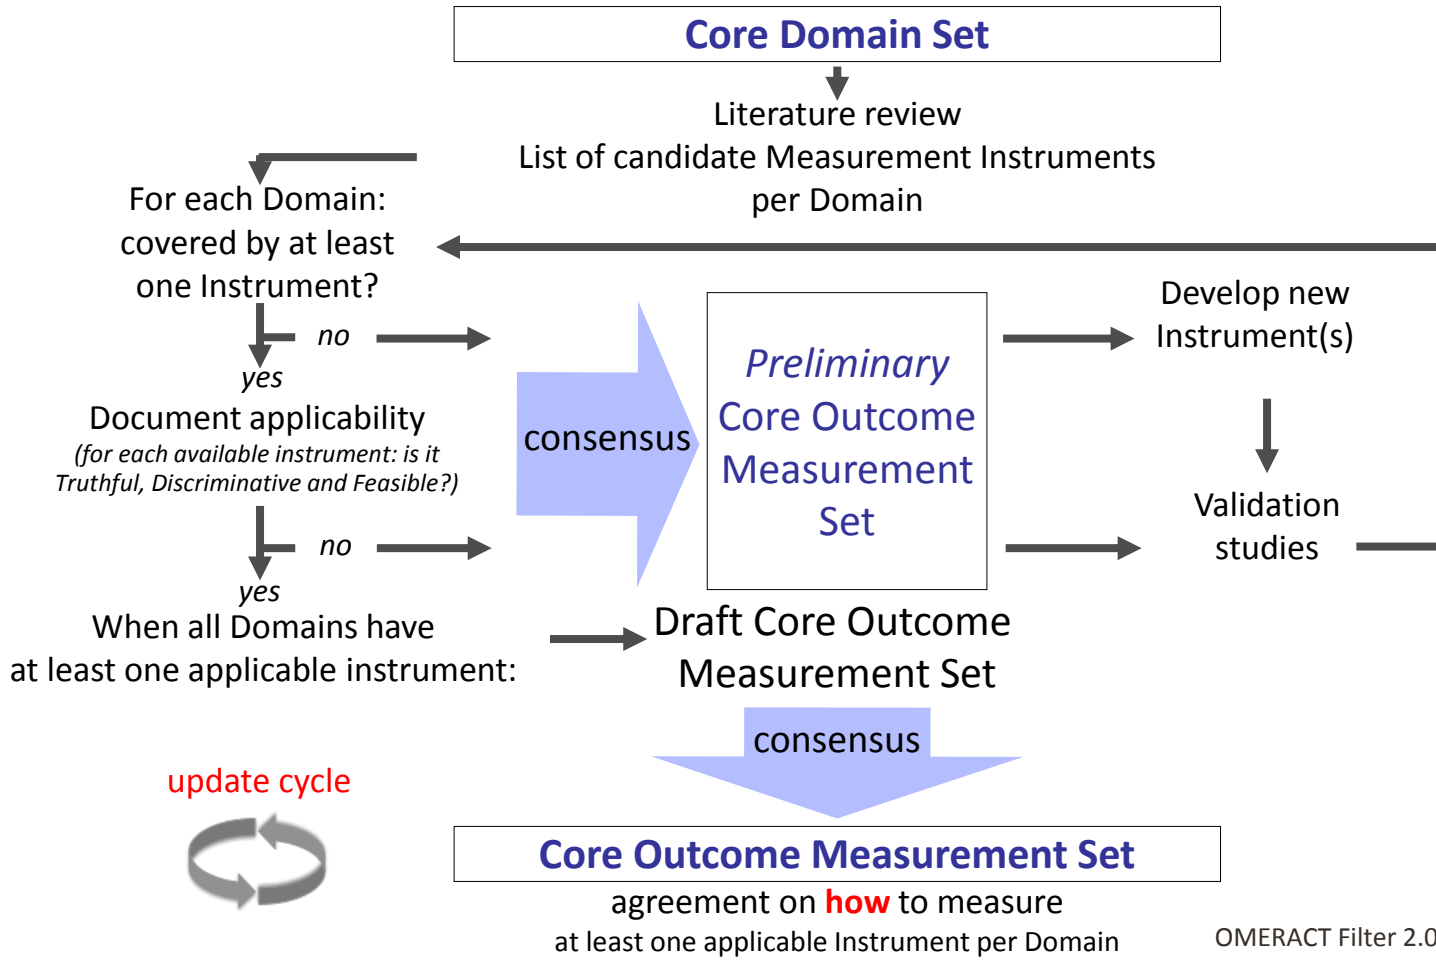 Core Domain Set
Literature review
List of candidate Measurement Instruments
per Domain
For each Domain:
covered by at least
one Instrument?
no
yes
Document applicability
(for each available instrument: is it
Truthful, Discriminative and Feasible?)
no
yes
When all Domains have
at least one applicable instrument:
consensus
Preliminary
Core Outcome
Measurement
Set
Develop new
Instrument(s)
Validation
studies
Draft Core Outcome
Measurement Set
consensus
update cycle
Core Outcome Measurement Set
agreement on how to measure
at least one applicable Instrument per Domain
OMERACT Filter 2.0